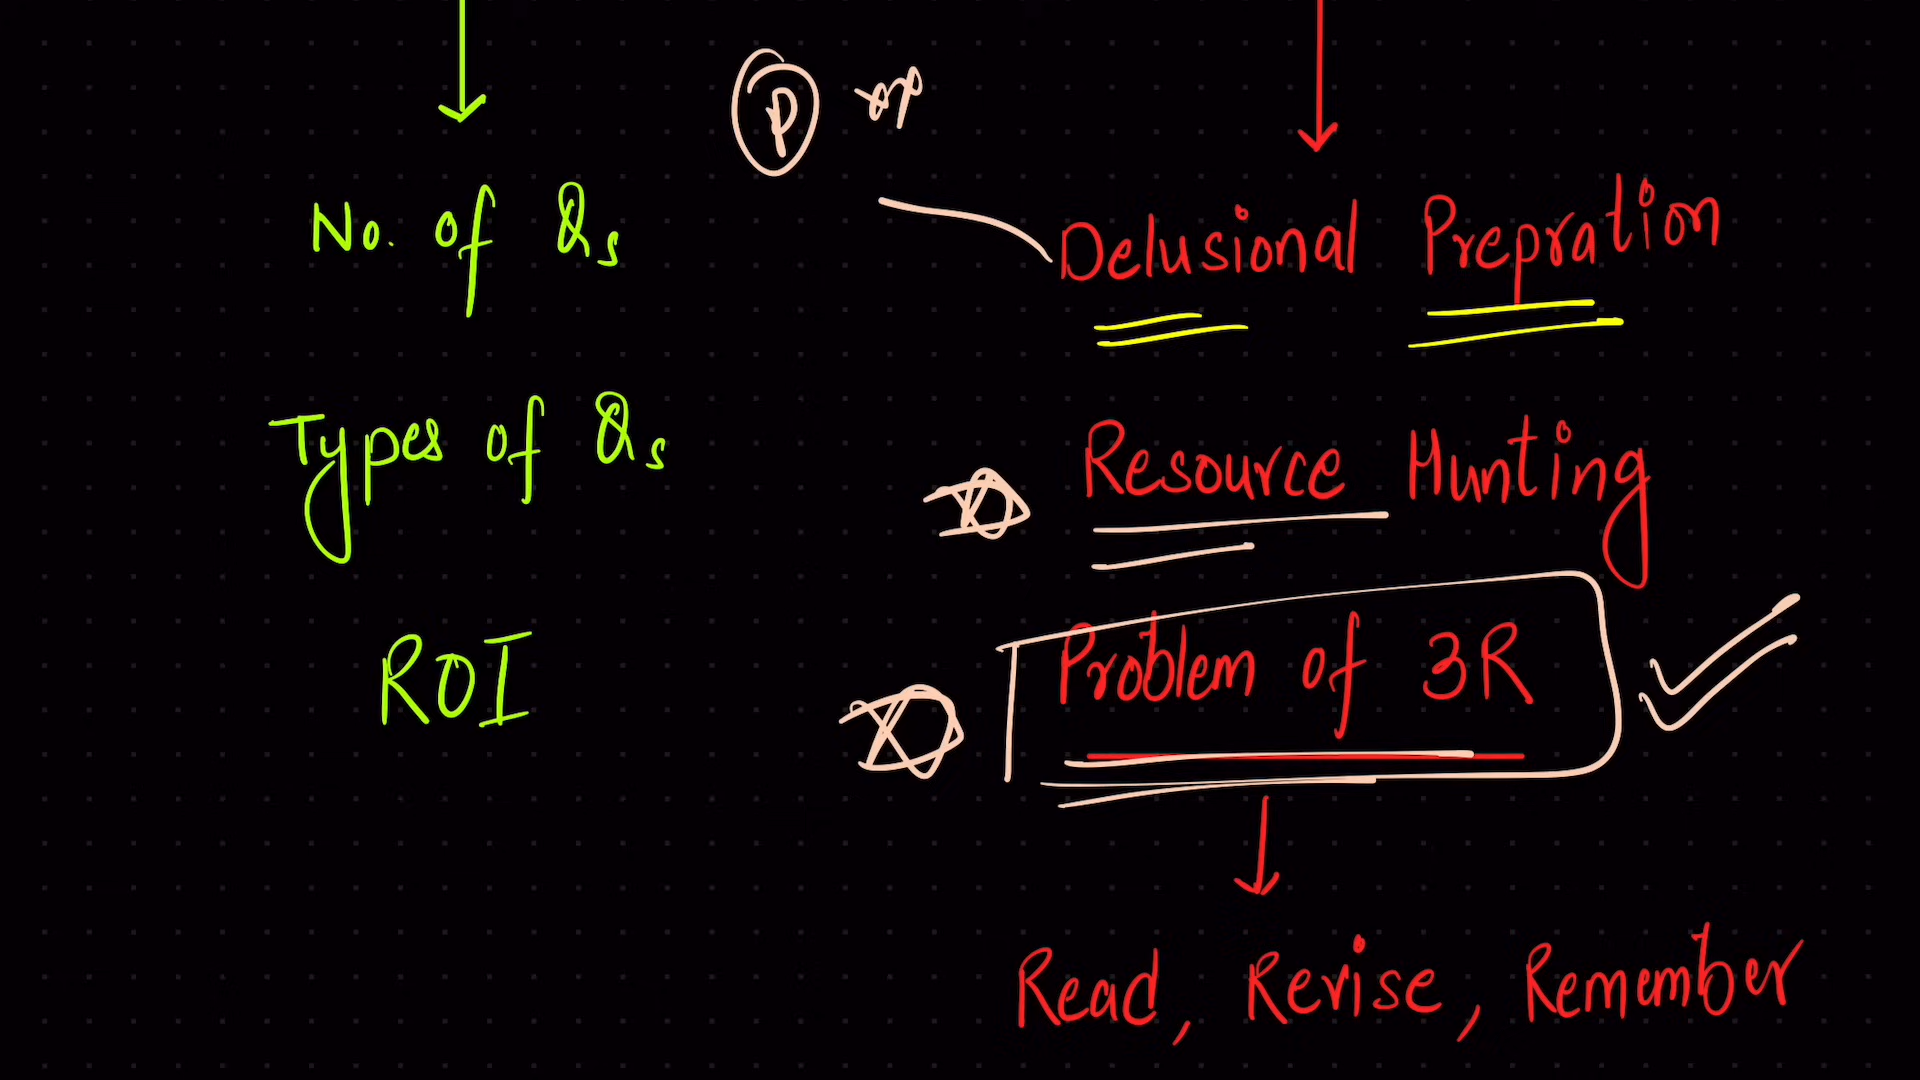 P
No. of Qs
Delusional Prepration
Types of Qs
Resource Hunting
ROI
Problem of 3R
Read, Revise, Remember